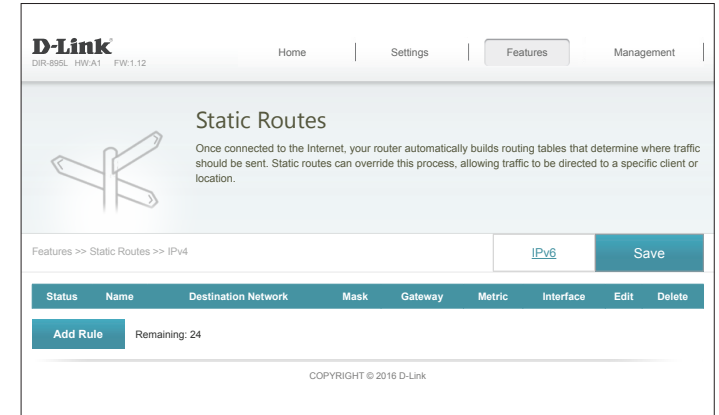 D-Link®
DIR-895L HW:A1 FW:1.12
Home
Settings
Features
Management
Static Routes
Once connected to the Internet, your router automatically builds routing tables that determine where traffic
should be sent. Static routes can override this process, allowing traffic to be directed to a specific client or
location.
Features >> Static Routes >> IPv4
IPv6
Save
Status Name Destination Network Mask Gateway Metric Interface Edit Delete
Add Rule Remaining: 24
COPYRIGHT © 2016 D-Link